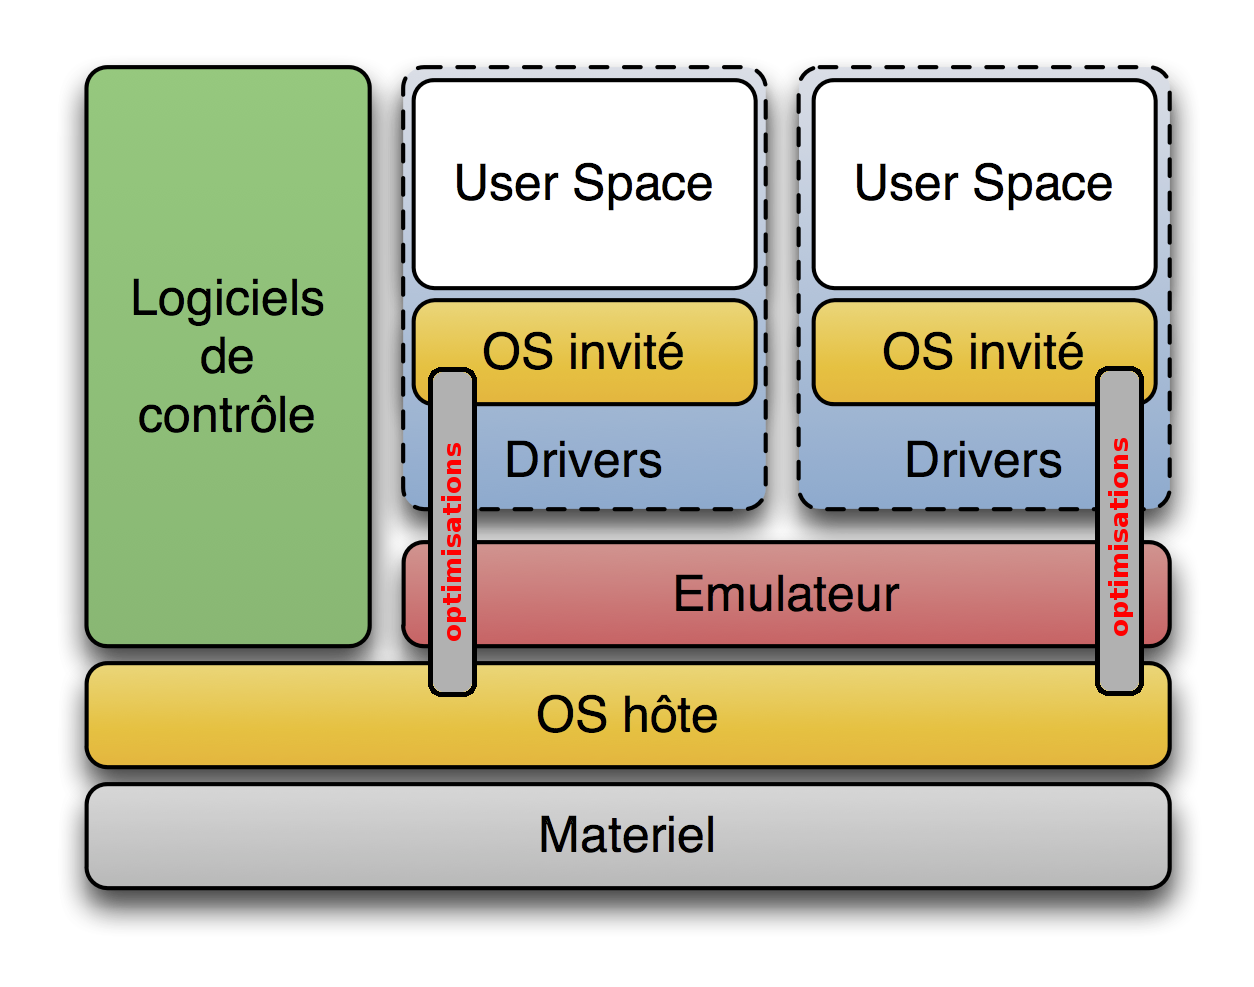 Logiciels
de
contrôle
User Space
OS invité
Drivers
optimisations
User Space
OS invité
Drivers
optimisations
Emulateur
OS hôte
Materiel